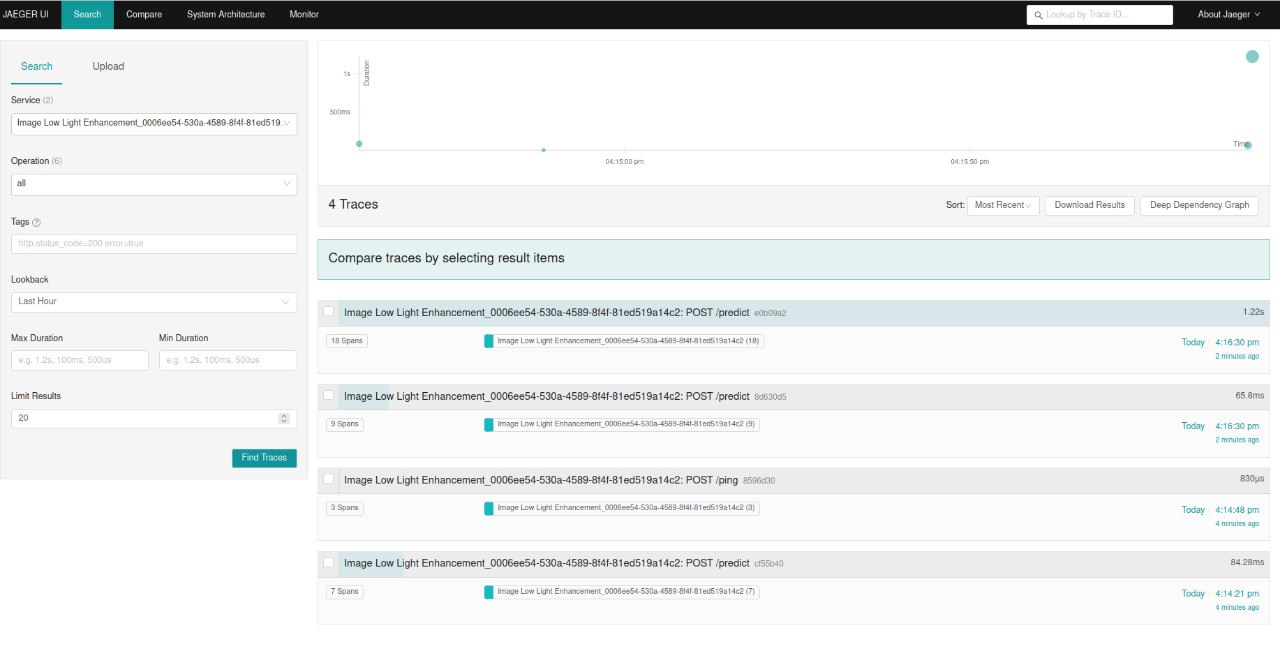 JAEGER UI Search Compare System Architecture Monitor Lookup by Trace ID... About Jaeger
Search Upload
Service (2)
Image Low Light Enhancement_0006ee54-530a-4589-8f4f-81ed519
Operation (6)
all
Tags ?
http.status_code=200 error=true
Lookback
Last Hour
Max Duration Min Duration
e.g. 1.2s, 100ms, 500us e.g. 1.2s, 100ms, 500us
Limit Results
20
Find Traces
Duration
1s
500ms
Time
04:15:00 pm 04:15:50 pm
4 Traces Sort: Most Recent Download Results Deep Dependency Graph
Compare traces by selecting result items
Image Low Light Enhancement_0006ee54-530a-4589-8f4f-81ed519a14c2: POST /predict e0b09a2 1.22s
18 Spans Image Low Light Enhancement_0006ee54-530a-4589-8f4f-81ed519a14c2 (18) Today 4:16:30 pm
2 minutes ago
Image Low Light Enhancement_0006ee54-530a-4589-8f4f-81ed519a14c2: POST /predict 8d630d5 65.8ms
9 Spans Image Low Light Enhancement_0006ee54-530a-4589-8f4f-81ed519a14c2 (9) Today 4:16:30 pm
2 minutes ago
Image Low Light Enhancement_0006ee54-530a-4589-8f4f-81ed519a14c2: POST /ping 8596d30 830μs
3 Spans Image Low Light Enhancement_0006ee54-530a-4589-8f4f-81ed519a14c2 (3) Today 4:14:48 pm
4 minutes ago
Image Low Light Enhancement_0006ee54-530a-4589-8f4f-81ed519a14c2: POST /predict cf55b40 84.28ms
7 Spans Image Low Light Enhancement_0006ee54-530a-4589-8f4f-81ed519a14c2 (7) Today 4:14:21 pm
4 minutes ago